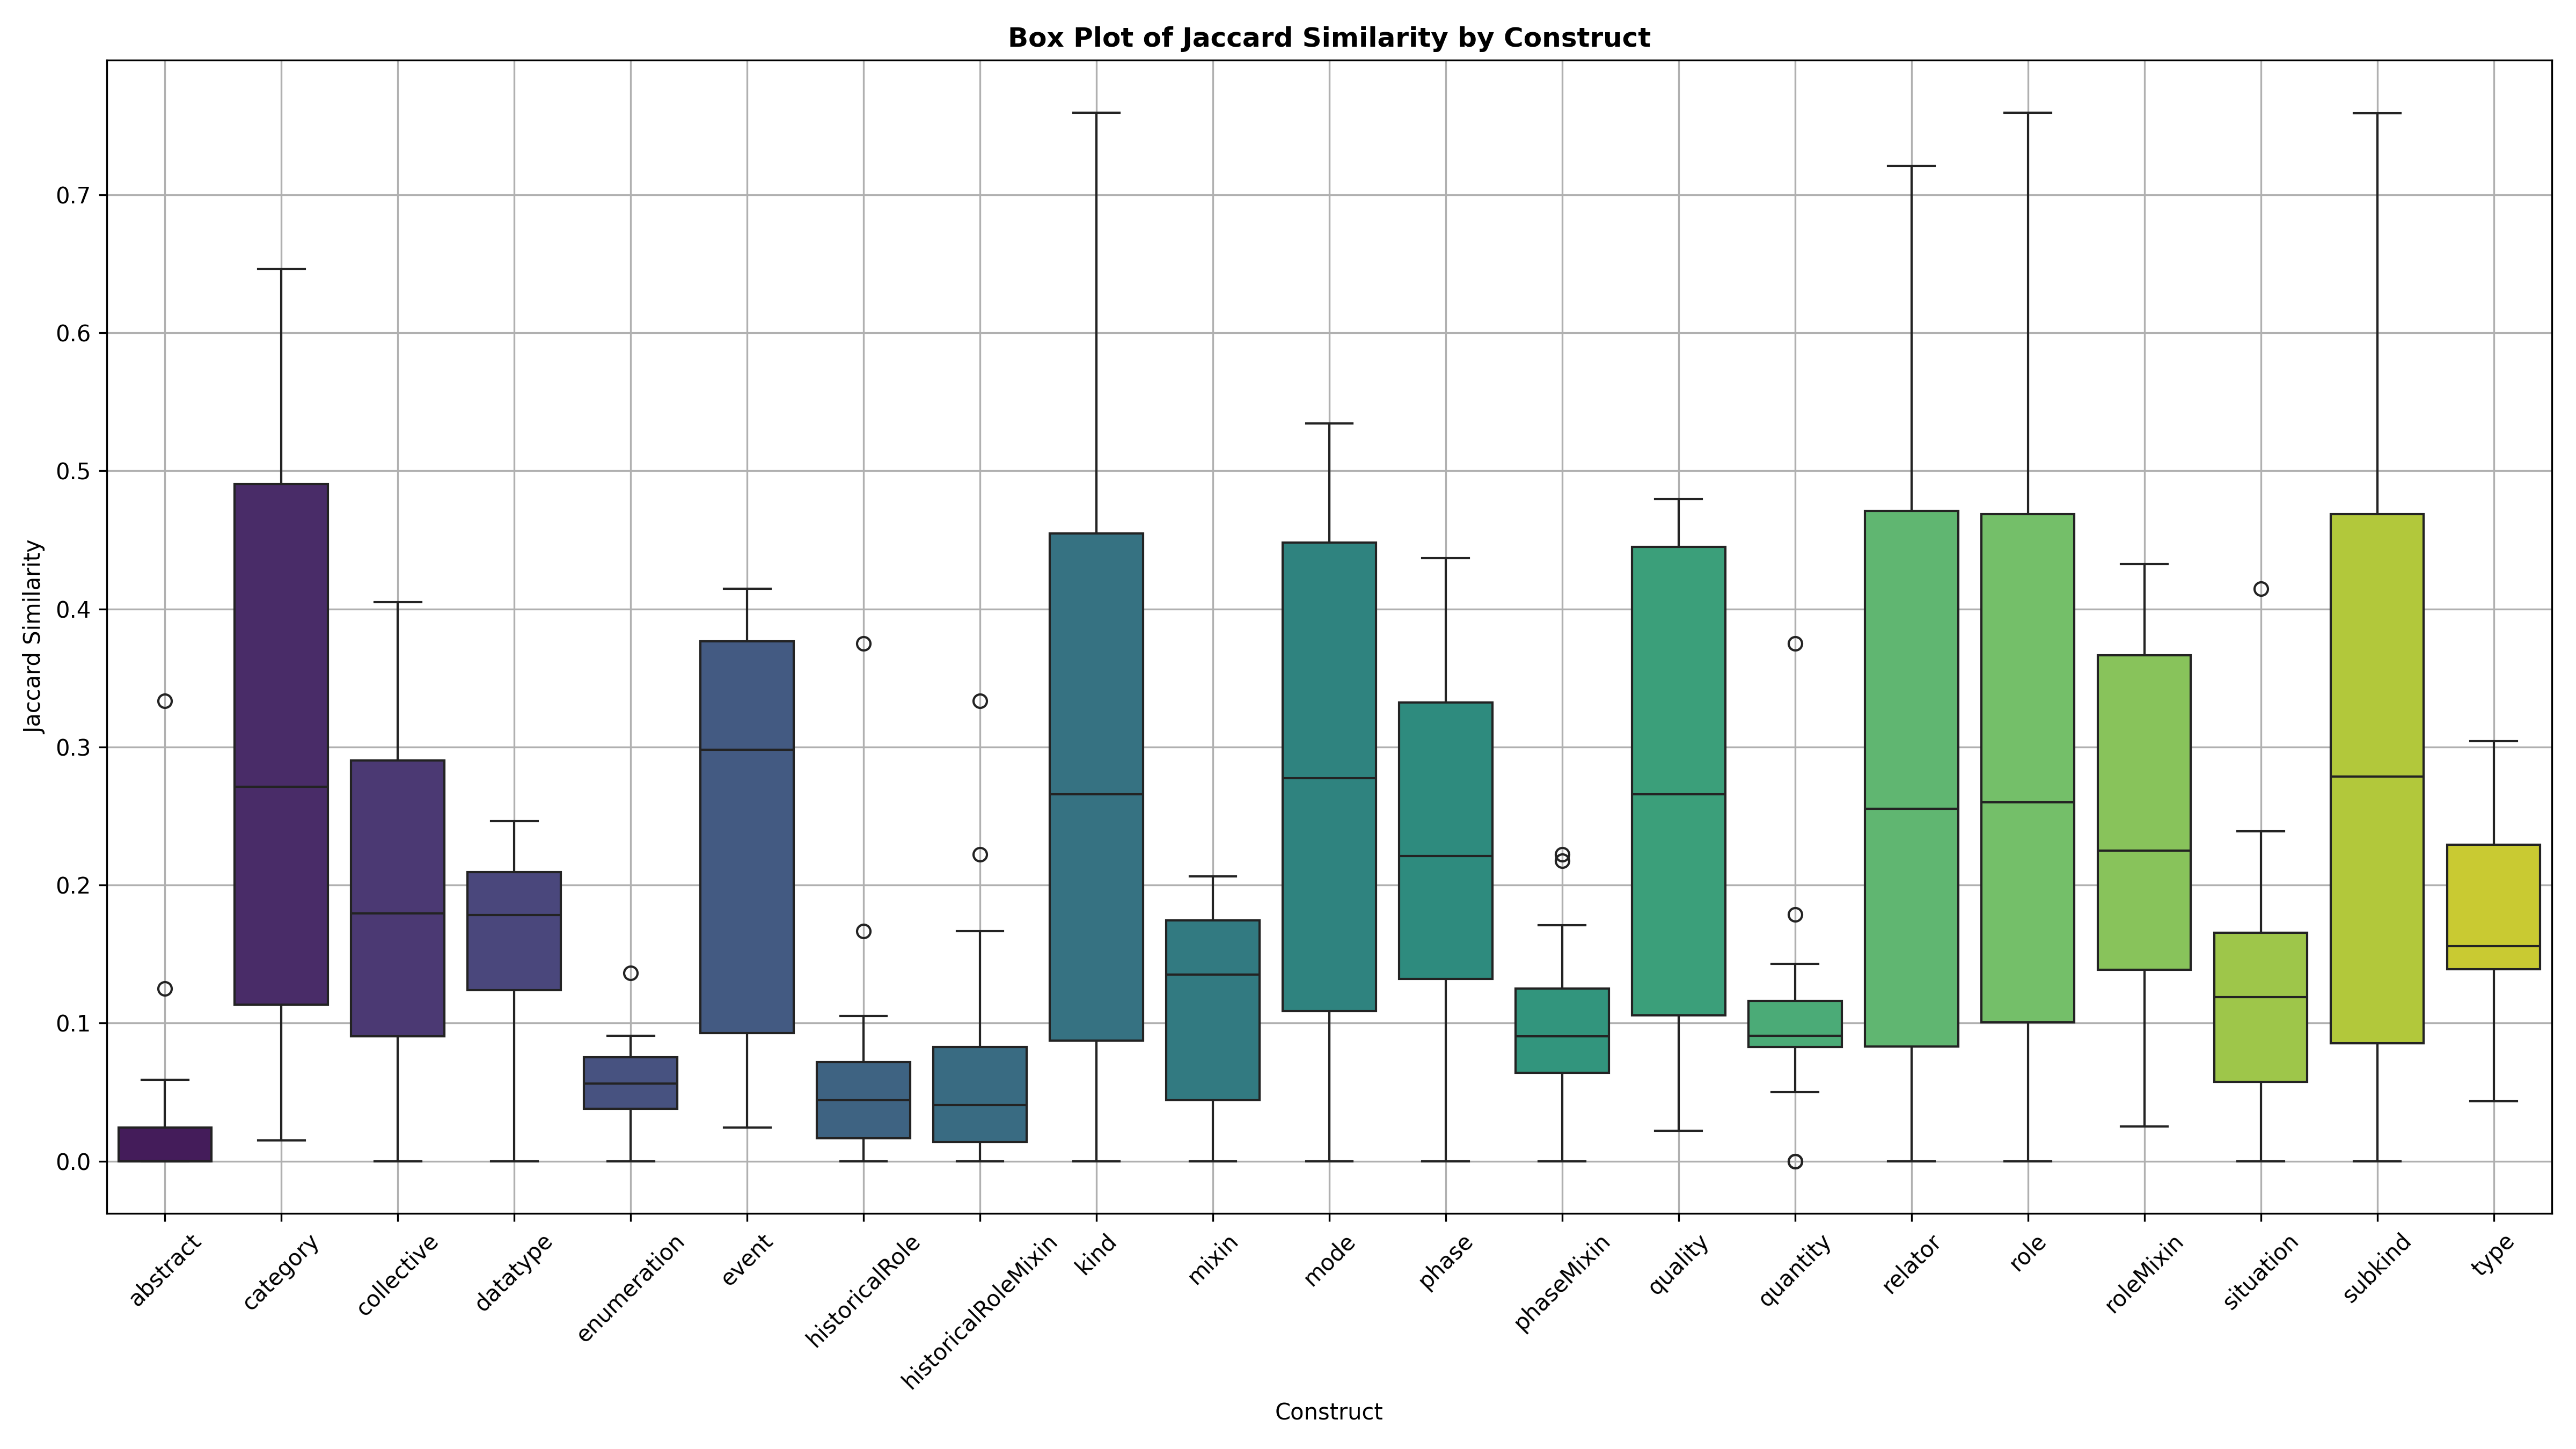 Box Plot of Jaccard Similarity by Construct
Jaccard Similarity
0.7
0.6
0.5
0.4
0.3
0.2
0.1
0.0
abstract
category
collective
datatype
enumeration
event
historicalRole
historicalRoleMixin
kind
mixin
mode
phase
phaseMixin
quality
quantity
relator
role
roleMixin
situation
subkind
type
Construct